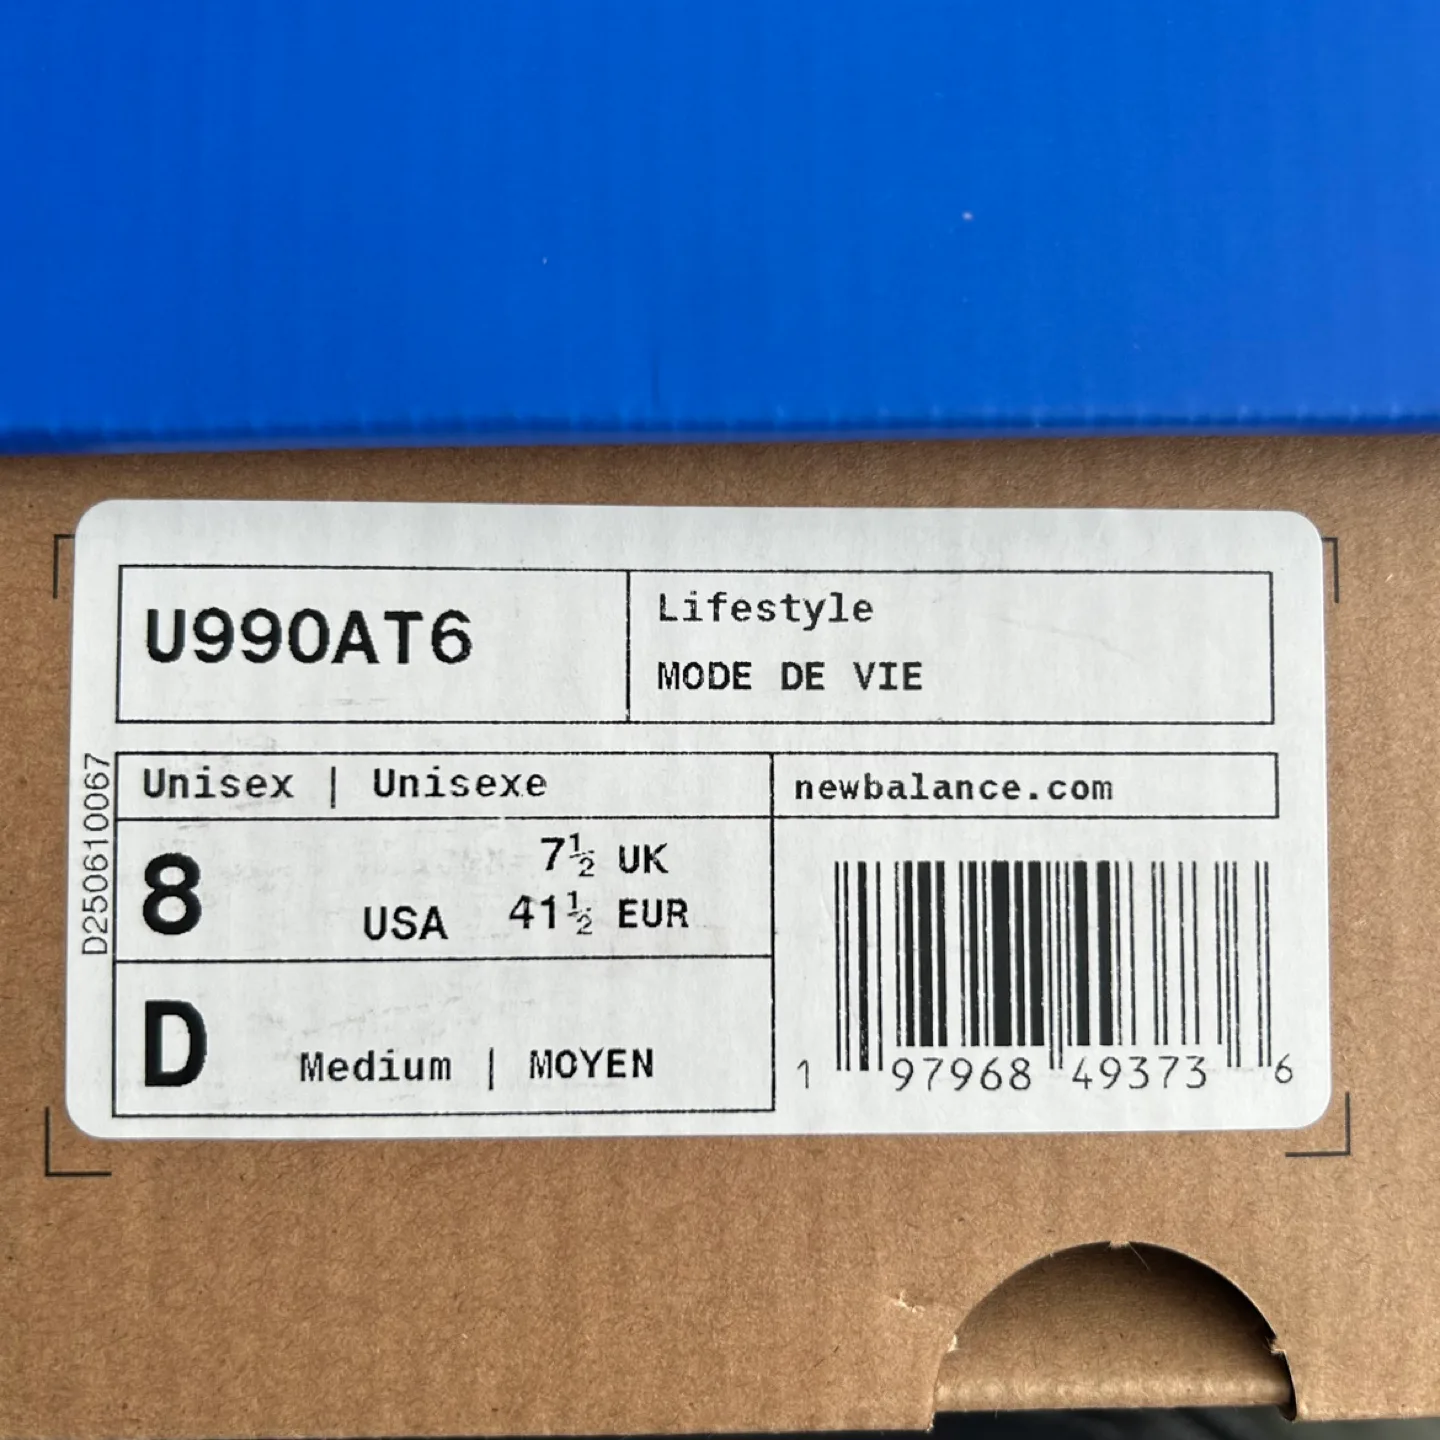 U990AT6
Lifestyle
MODE DE VIE
D250610067
Unisex | Unisexe
newbalance.com
8 USA
7½ UK
41½ EUR
D Medium | MOYEN
1 97968 49373 6